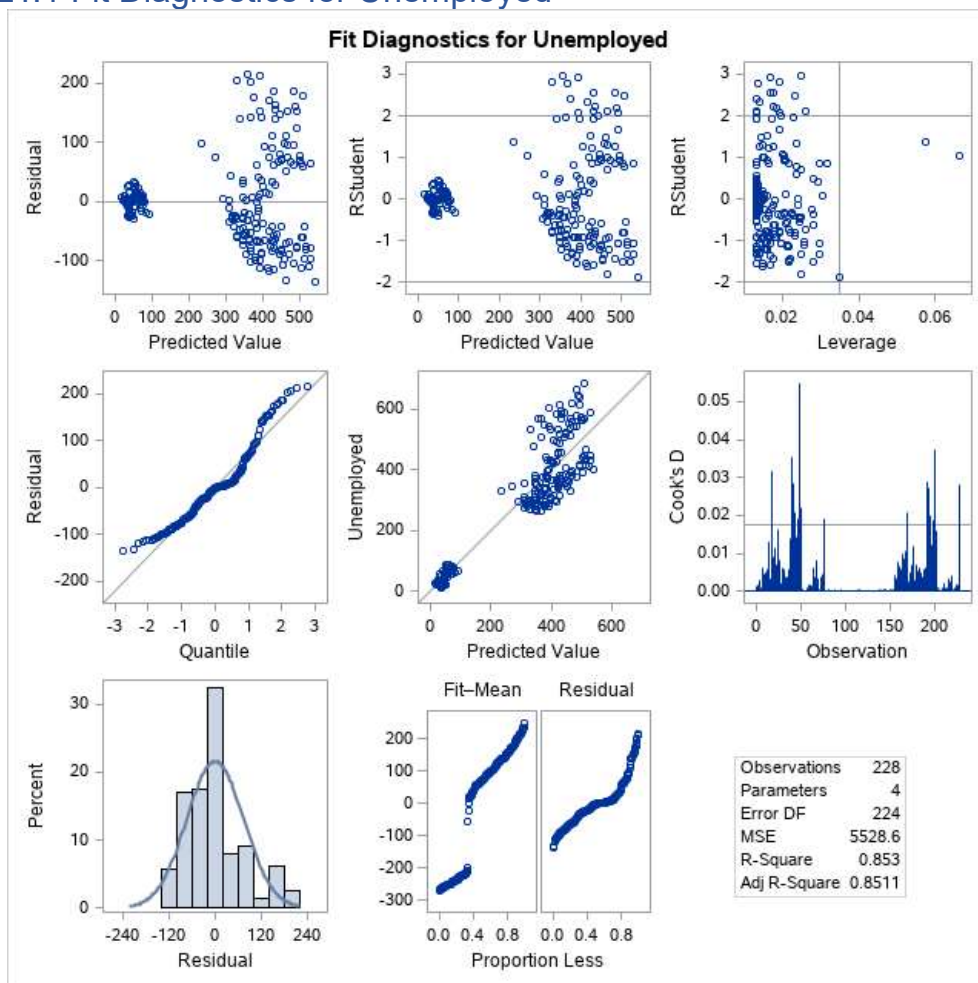 Fit Diagnostics for Unemployed
Fit Diagnostics for Unemployed
200
100
0
-100
Residual
0 100 200 300 400 500
Predicted Value
3
2
1
0
-1
-2
RStudent
0 100 200 300 400 500
Predicted Value
3
2
1
0
-1
-2
RStudent
0.02 0.04 0.06
Leverage
200
100
0
-100
-200
Residual
-3 -2 -1 0 1 2 3
Quantile
600
400
200
0
Unemployed
0 200 400 600
Predicted Value
0.05
0.04
0.03
0.02
0.01
0.00
Cook's D
0 50 100 150 200
Observation
30
20
10
0
Percent
-240 -120 0 120 240
Residual
Fit–Mean Residual
200
100
0
-100
-200
-300
0.0 0.4 0.8 0.0 0.4 0.8
Proportion Less
Observations 228
Parameters 4
Error DF 224
MSE 5528.6
R-Square 0.853
Adj R-Square 0.8511